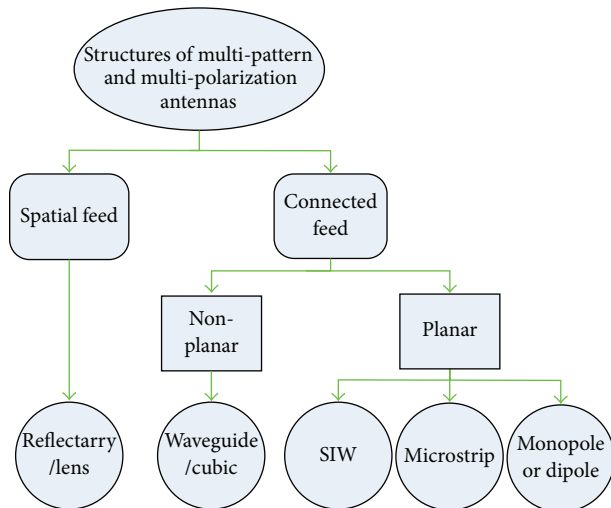 Structures of multi-pattern
and multi-polarization
antennas
Spatial feed
Connected
feed
Non-
planar
Planar
Reflectarry
/lens
Waveguide
/cubic
SIW
Microstrip
Monopole
or dipole